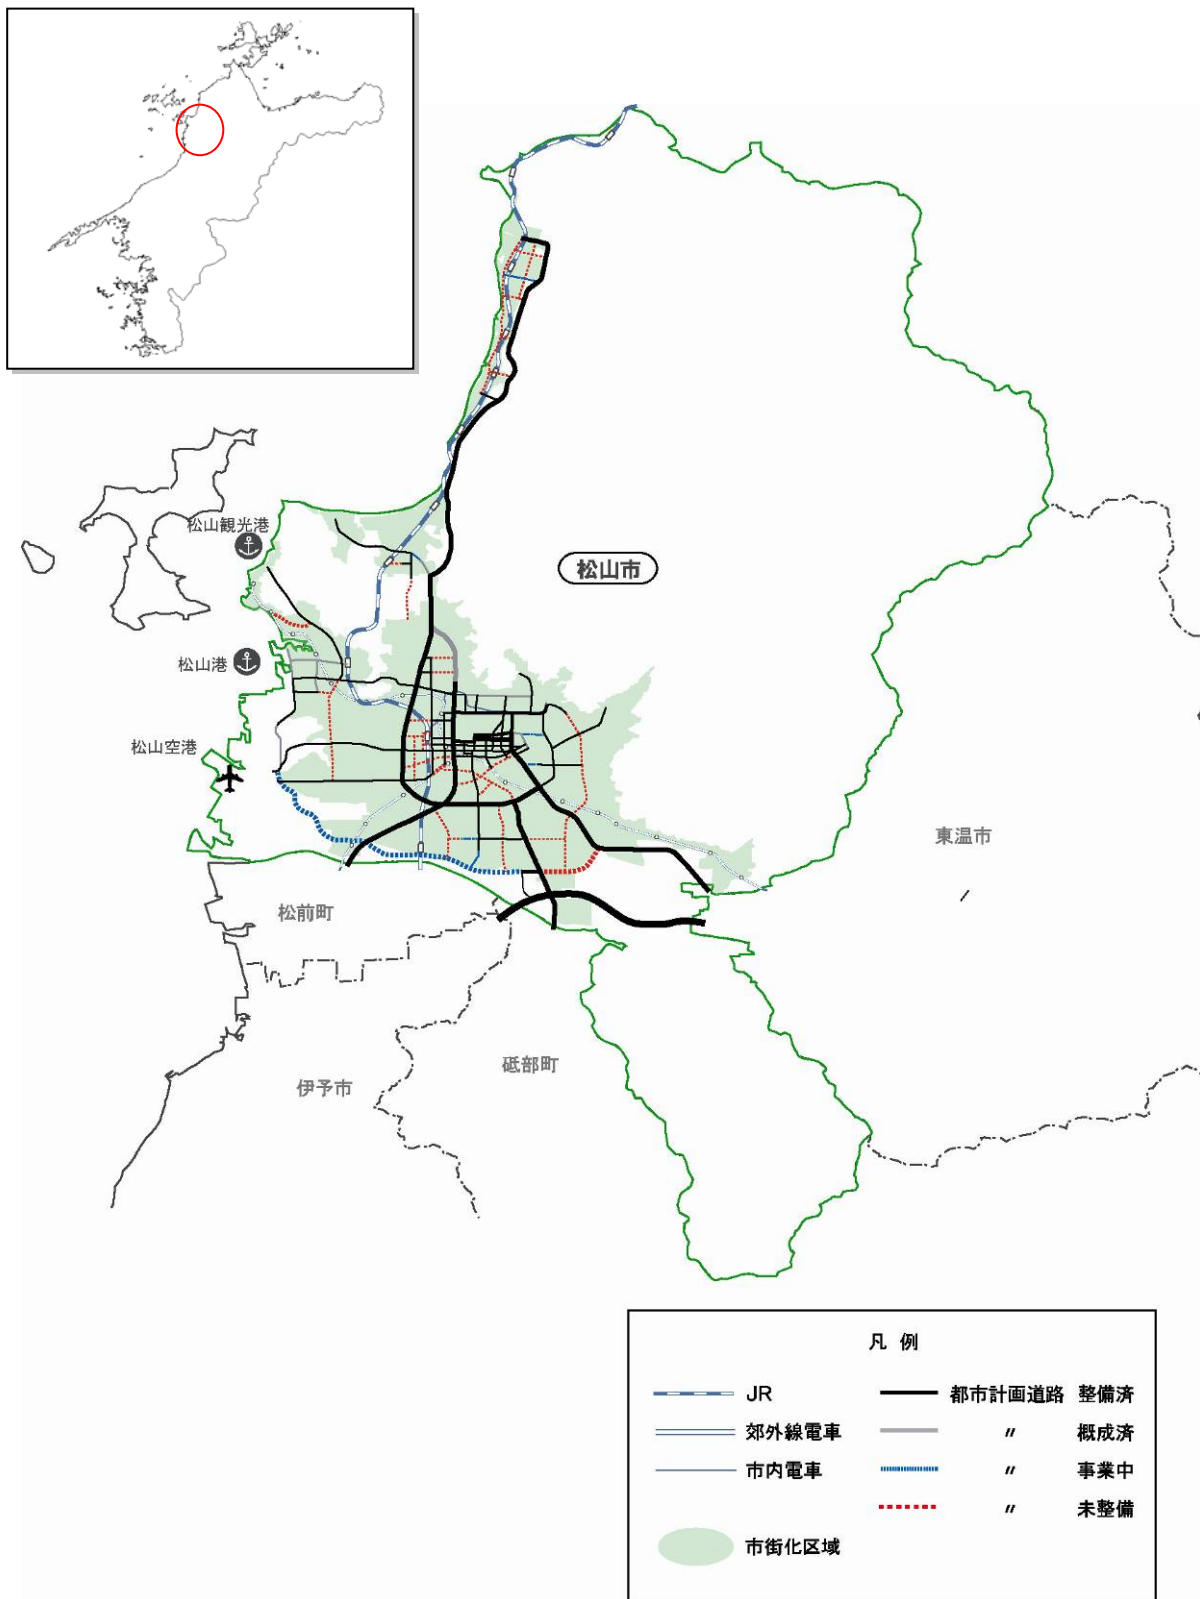 松山観光港
松山市
松山港
松山空港
東温市
松前町
砥部町
伊予市
凡 例
JR
都市計画道路 整備済
郊外線電車
〃 概成済
市内電車
〃 事業中
〃 未整備
市街化区域